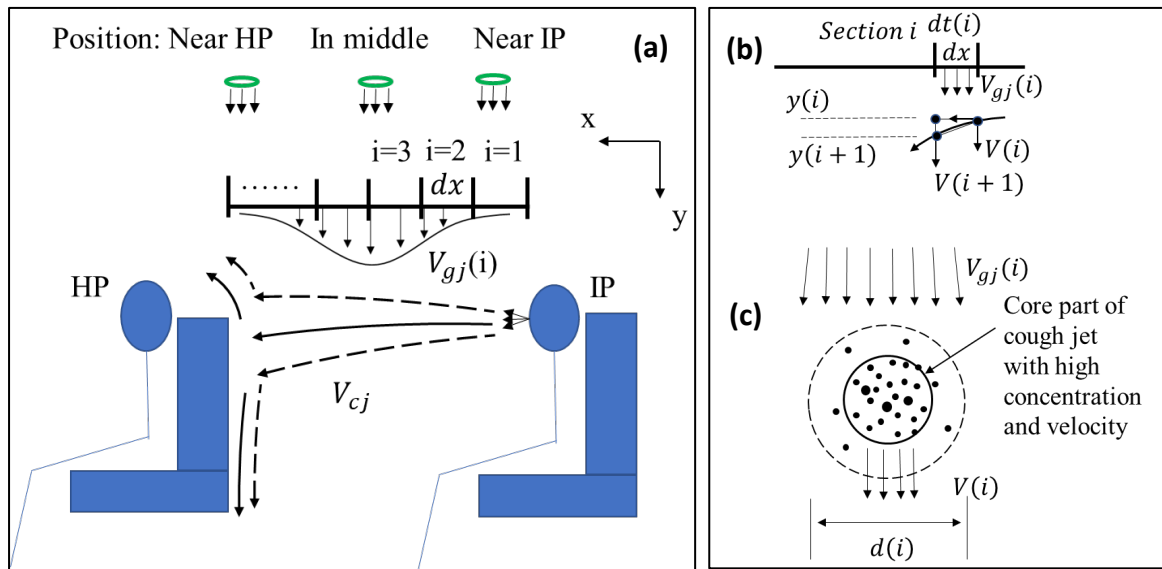 Position: Near HP In middle Near IP
(a)
x
y
i=3 i=2 i=1
...... dx
V_gj(i)
HP
IP
V_cj
(b)
Section i dt(i)
dx
V_gj(i)
y(i)
y(i + 1)
V(i)
V(i + 1)
V_gj(i)
(c)
Core part of
cough jet
with high
concentration
and velocity
V(i)
d(i)